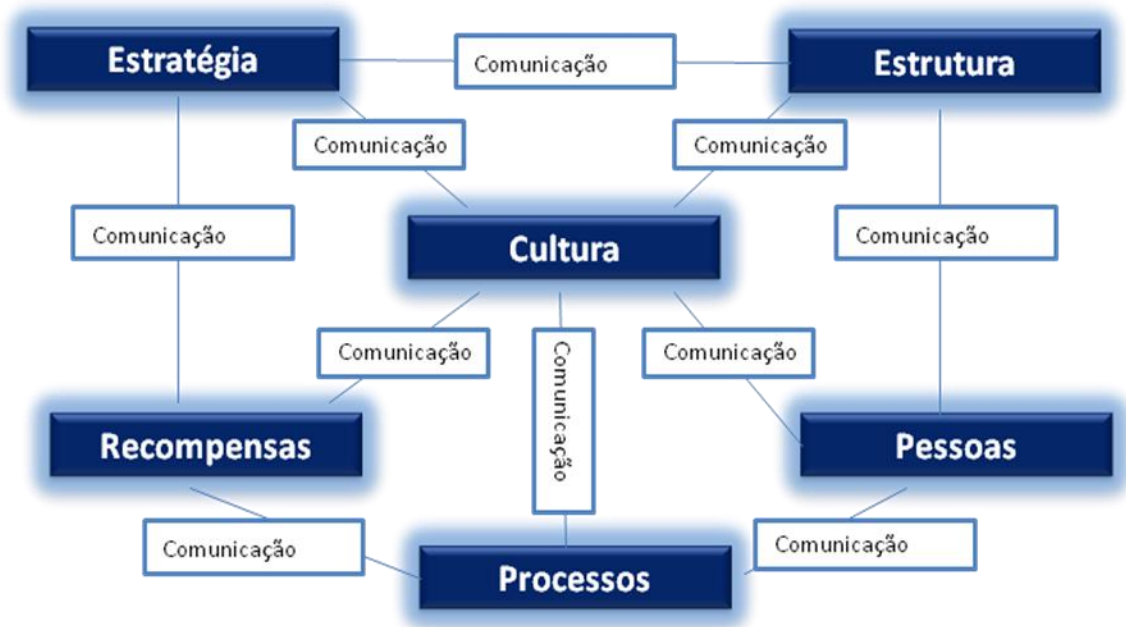 Estratégia
Comunicação
Estrutura
Comunicação
Comunicação
Comunicação
Cultura
Comunicação
Comunicação
Comunicação
Comunicação
Recompensas
Pessoas
Comunicação
Processos
Comunicação